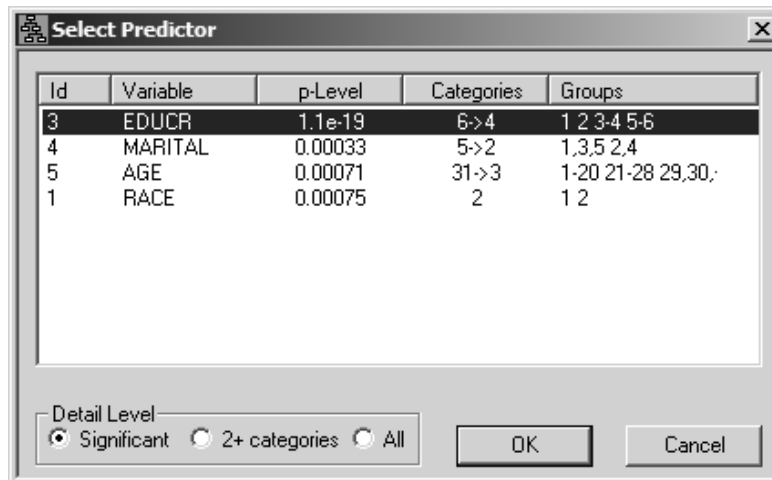 Select Predictor
Id Variable p-Level Categories Groups
3 EDUCR 1.1e-19 6->4 1 2 3-4 5-6
4 MARITAL 0.00033 5->2 1,3,5 2,4
5 AGE 0.00071 31->3 1-20 21-28 29,30,-
1 RACE 0.00075 2 1 2
Detail Level
Significant 2+ categories All
OK Cancel